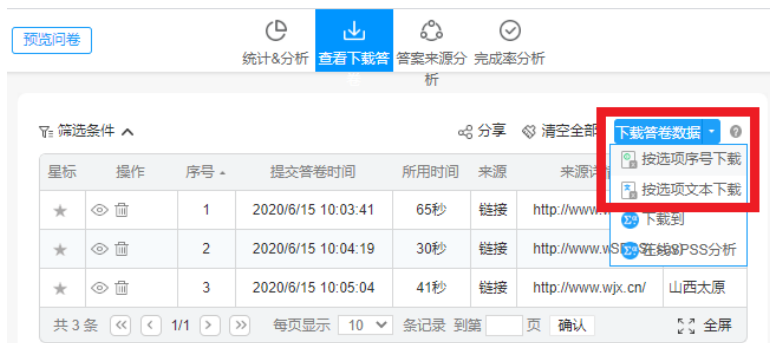 预览问卷
统计&分析 查看下载答 答案来源分析 完成率分析
筛选条件 分享 清空全部 下载答卷数据
星标 操作 序号 提交答卷时间 所用时间 来源 来源详
按选项序号下载
按选项文本下载
下载到
在线SPSS分析
1 2020/6/15 10:03:41 65秒 链接 http://www.w
2 2020/6/15 10:04:19 30秒 链接 http://www.w
3 2020/6/15 10:05:04 41秒 链接 http://www.wjx.cn/ 山西太原
共3条 1/1 每页显示 10 条记录 到第 页 确认 全屏